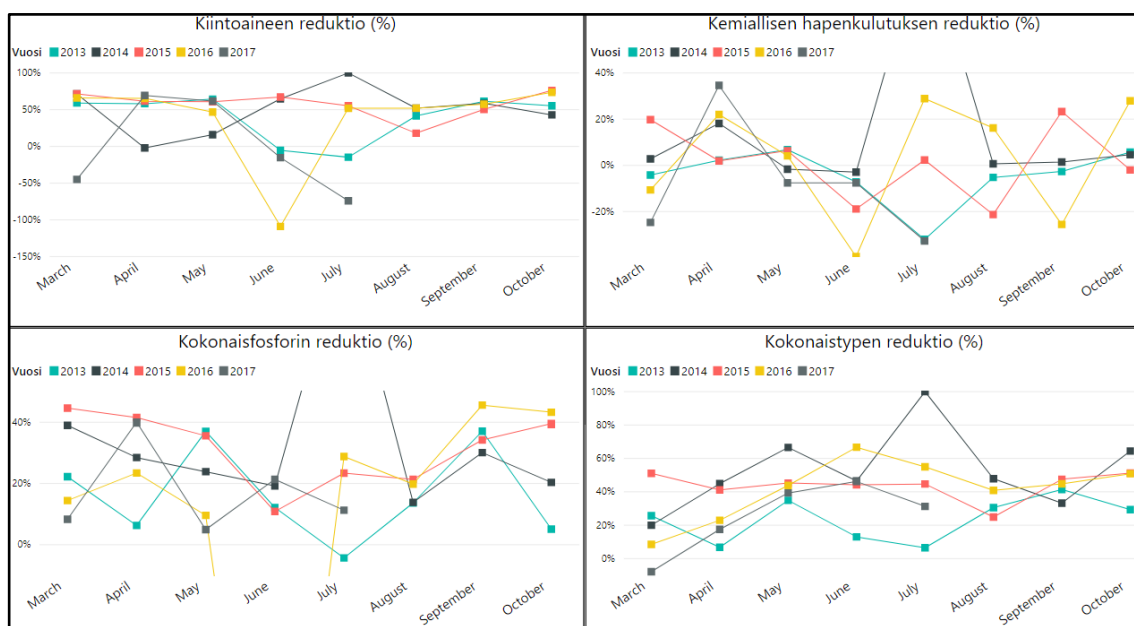 Kiintoaineen reduktio (%)
Vuosi 2013 2014 2015 2016 2017
100%
50%
0%
-50%
-100%
-150%
March April May June July August September October
Kemiallisen hapenkulutuksen reduktio (%)
Vuosi 2013 2014 2015 2016 2017
40%
20%
0%
-20%
March April May June July August September October
Kokonaisfosforin reduktio (%)
Vuosi 2013 2014 2015 2016 2017
40%
20%
0%
March April May June July August September October
Kokonaistypen reduktio (%)
Vuosi 2013 2014 2015 2016 2017
100%
80%
60%
40%
20%
0%
March April May June July August September October